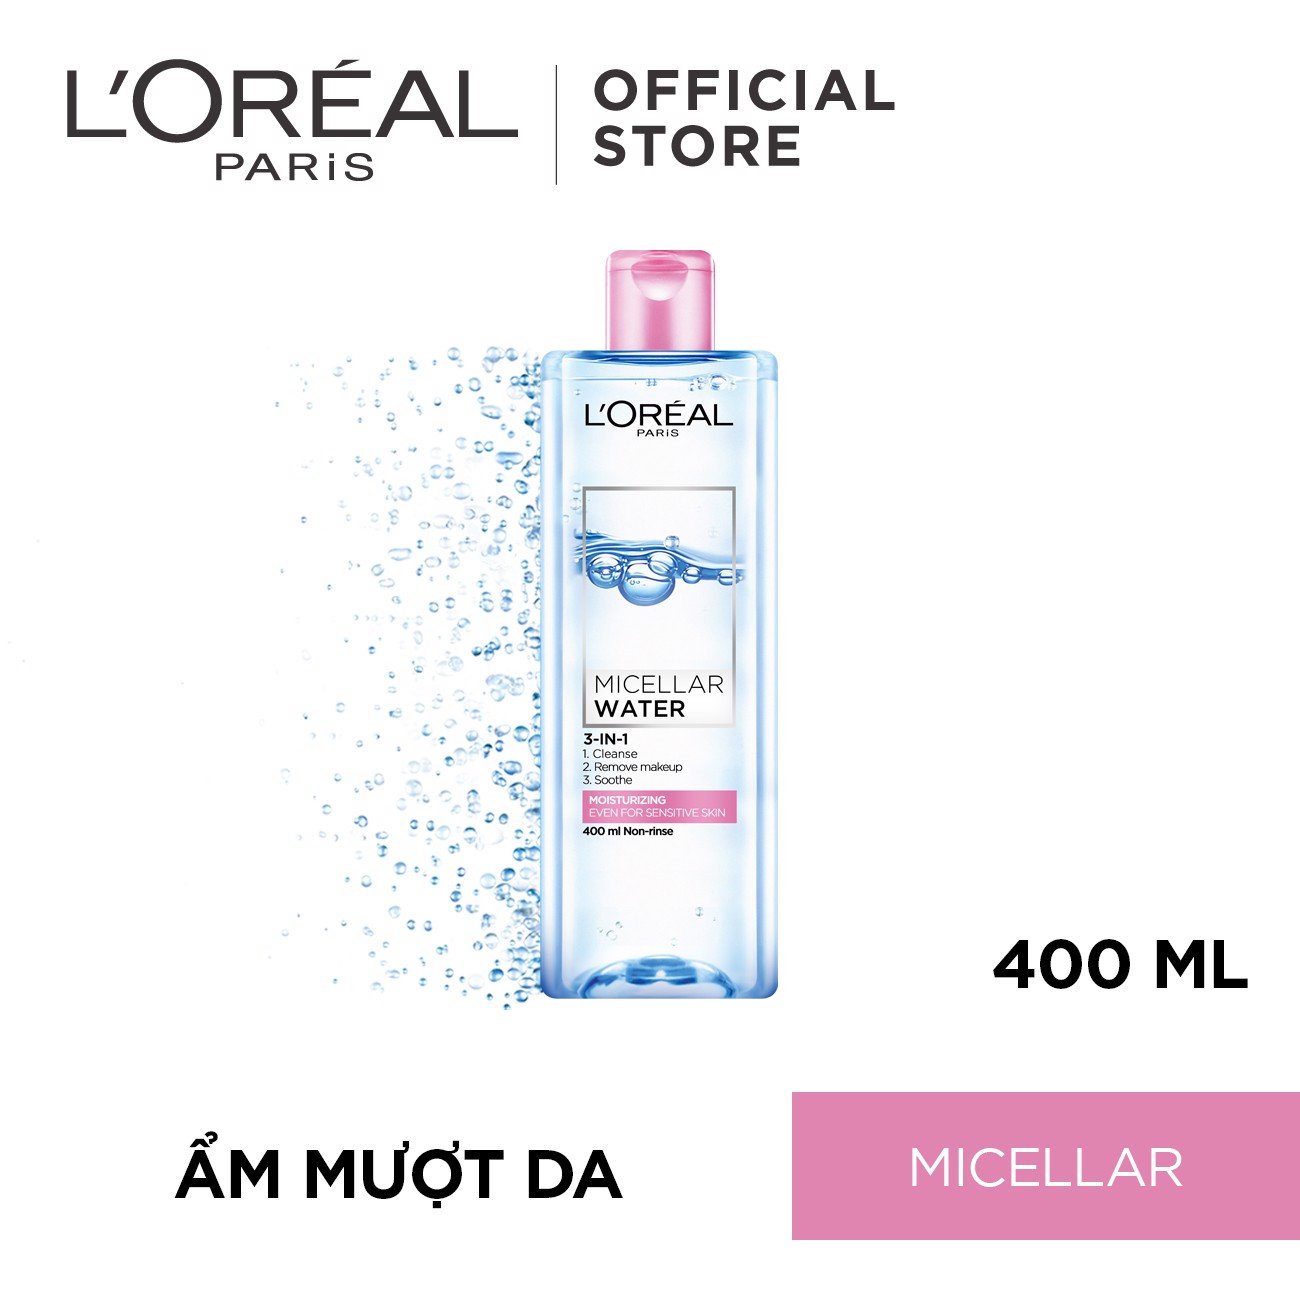 L'ORÉAL
PARiS
OFFICIAL
STORE
L'ORÉAL
PARiS
MICELLAR
WATER
3-IN-1
1. Cleanse
2. Remove makeup
3. Soothe
MOISTURIZING
EVEN FOR SENSITIVE SKIN
400 ml Non-rinse
400 ML
ẨM MƯỢT DA
MICELLAR